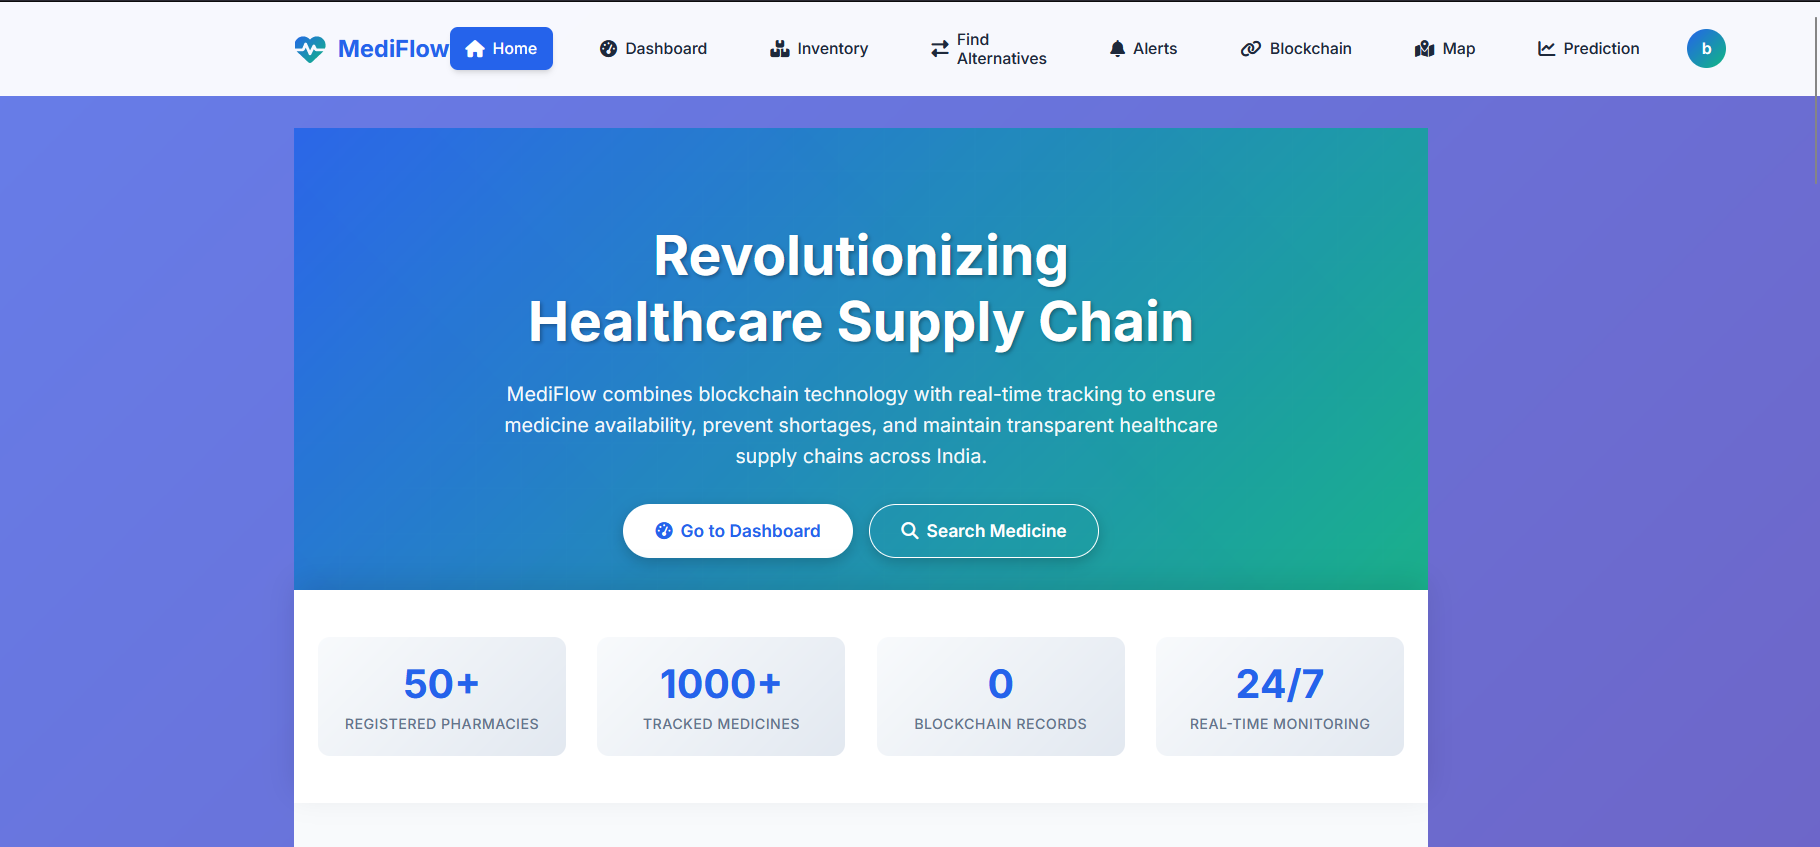 MediFlow
Home
Dashboard
Inventory
Find
Alternatives
Alerts
Blockchain
Map
Prediction
b
Revolutionizing
Healthcare Supply Chain
MediFlow combines blockchain technology with real-time tracking to ensure
medicine availability, prevent shortages, and maintain transparent healthcare
supply chains across India.
Go to Dashboard
Search Medicine
50+
REGISTERED PHARMACIES
1000+
TRACKED MEDICINES
0
BLOCKCHAIN RECORDS
24/7
REAL-TIME MONITORING